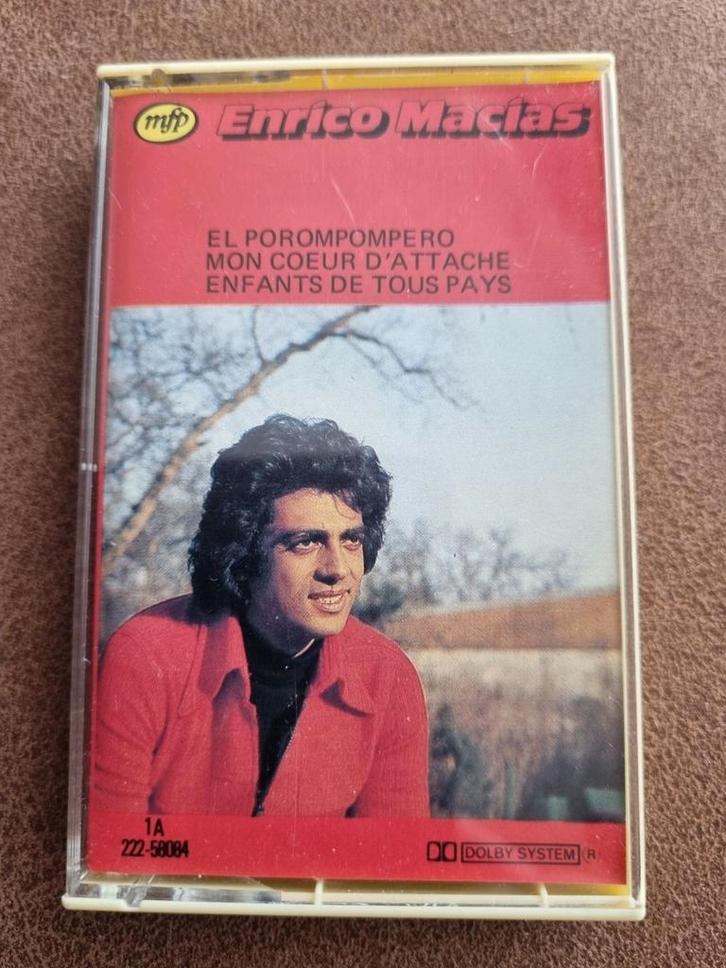 mfp Enrico Macias
EL POROMPOMPERO
MON COEUR D'ATTACHE
ENFANTS DE TOUS PAYS
1A
222-58084
DOLBY SYSTEM ®